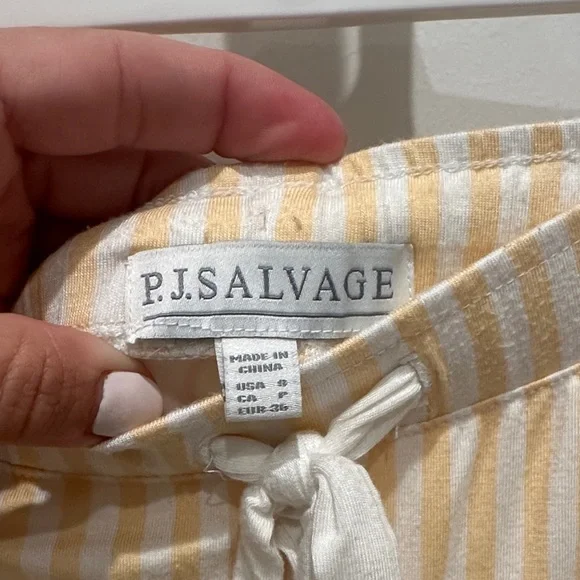 P.J.SALVAGE
MADE IN
CHINA
USA S
CA P
EUR 36